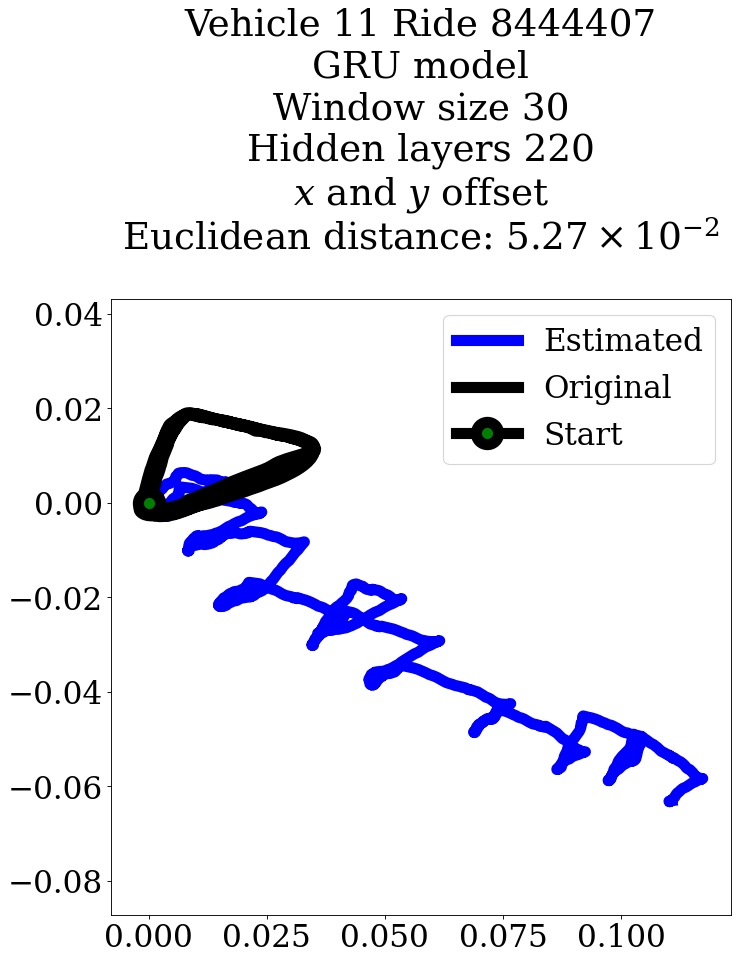 Vehicle 11 Ride 8444407
GRU model
Window size 30
Hidden layers 220
x and y offset
Euclidean distance: 5.27 × 10⁻²
Estimated
Original
Start
0.04
0.02
0.00
−0.02
−0.04
−0.06
−0.08
0.000 0.025 0.050 0.075 0.100